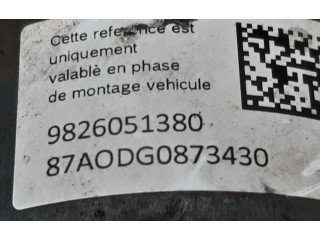 Cette reference est
uniquement
valable en phase
de montage vehicule
9826051380
87AODG0873430